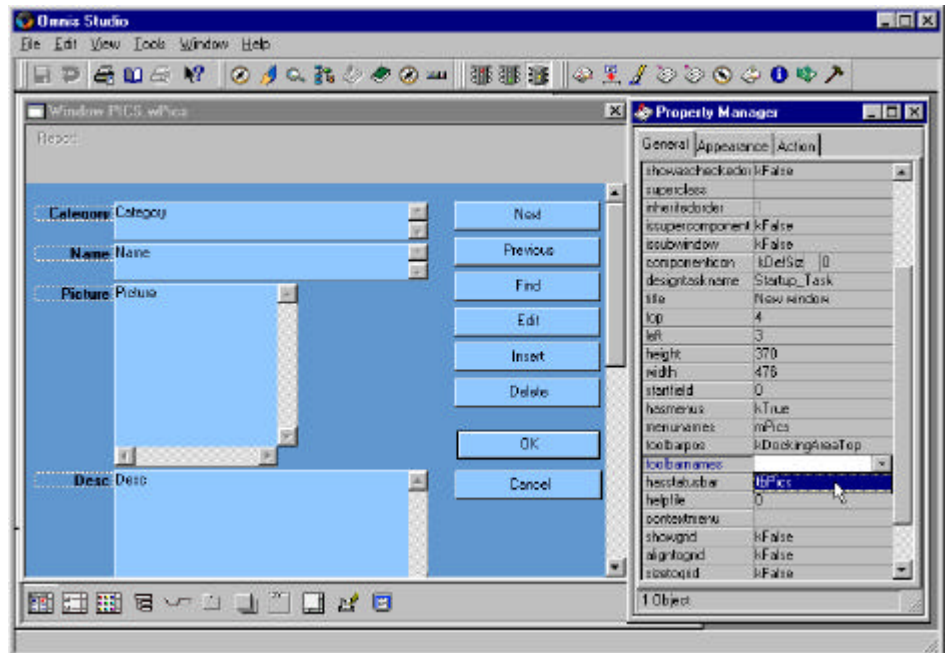 Omnis Studio
File Edit View Tools Window Help
Window PICS.wPics
Report
Category Category
Name Name
Picture Picture
Desc Desc
Next
Previous
Find
Edit
Insert
Delete
OK
Cancel
Property Manager
General Appearance Action
kFalse
superclass
inheritedorder 1
issupercomponent kFalse
issubwindow kFalse
componenticon kDefSiz 0
designtaskname Startup_Task
title New window
top 4
left 3
height 370
width 476
startfield 0
hasmenus kTrue
menunames mPics
toolbarpos kDockingAreaTop
toolbarnames
hasstatusbar tbPics
helpfile 0
contextmenu
showgrid kFalse
aligntogrid kFalse
sizetogrid kFalse
1 Object